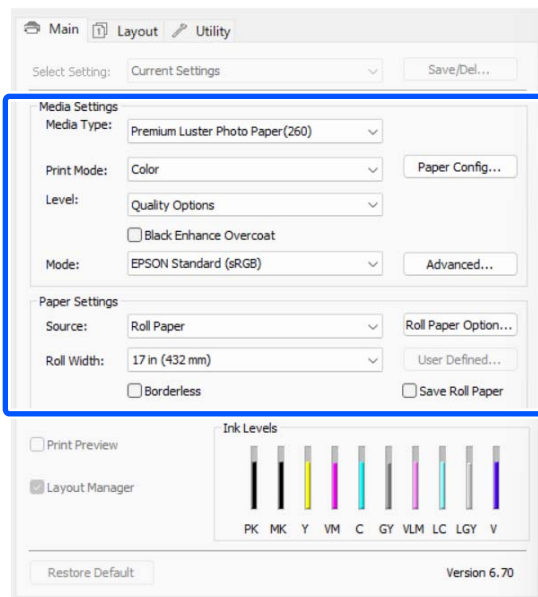 Main Layout Utility
Select Setting: Current Settings Save/Del...
Media Settings
Media Type: Premium Luster Photo Paper(260)
Print Mode: Color Paper Config...
Level: Quality Options
Black Enhance Overcoat
Mode: EPSON Standard (sRGB) Advanced...
Paper Settings
Source: Roll Paper Roll Paper Option...
Roll Width: 17 in (432 mm) User Defined...
Borderless Save Roll Paper
Ink Levels
Print Preview
Layout Manager
PK MK Y VM C GY VLM LC LGY V
Restore Default Version 6.70